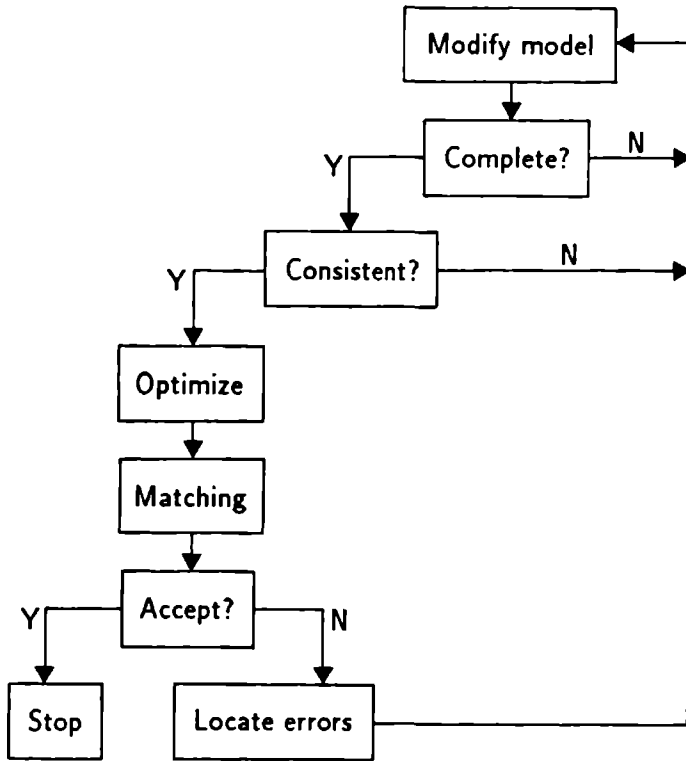 Modify model
Complete?
N
Y
Consistent?
N
Y
Optimize
Matching
Accept?
Y
N
Stop
Locate errors